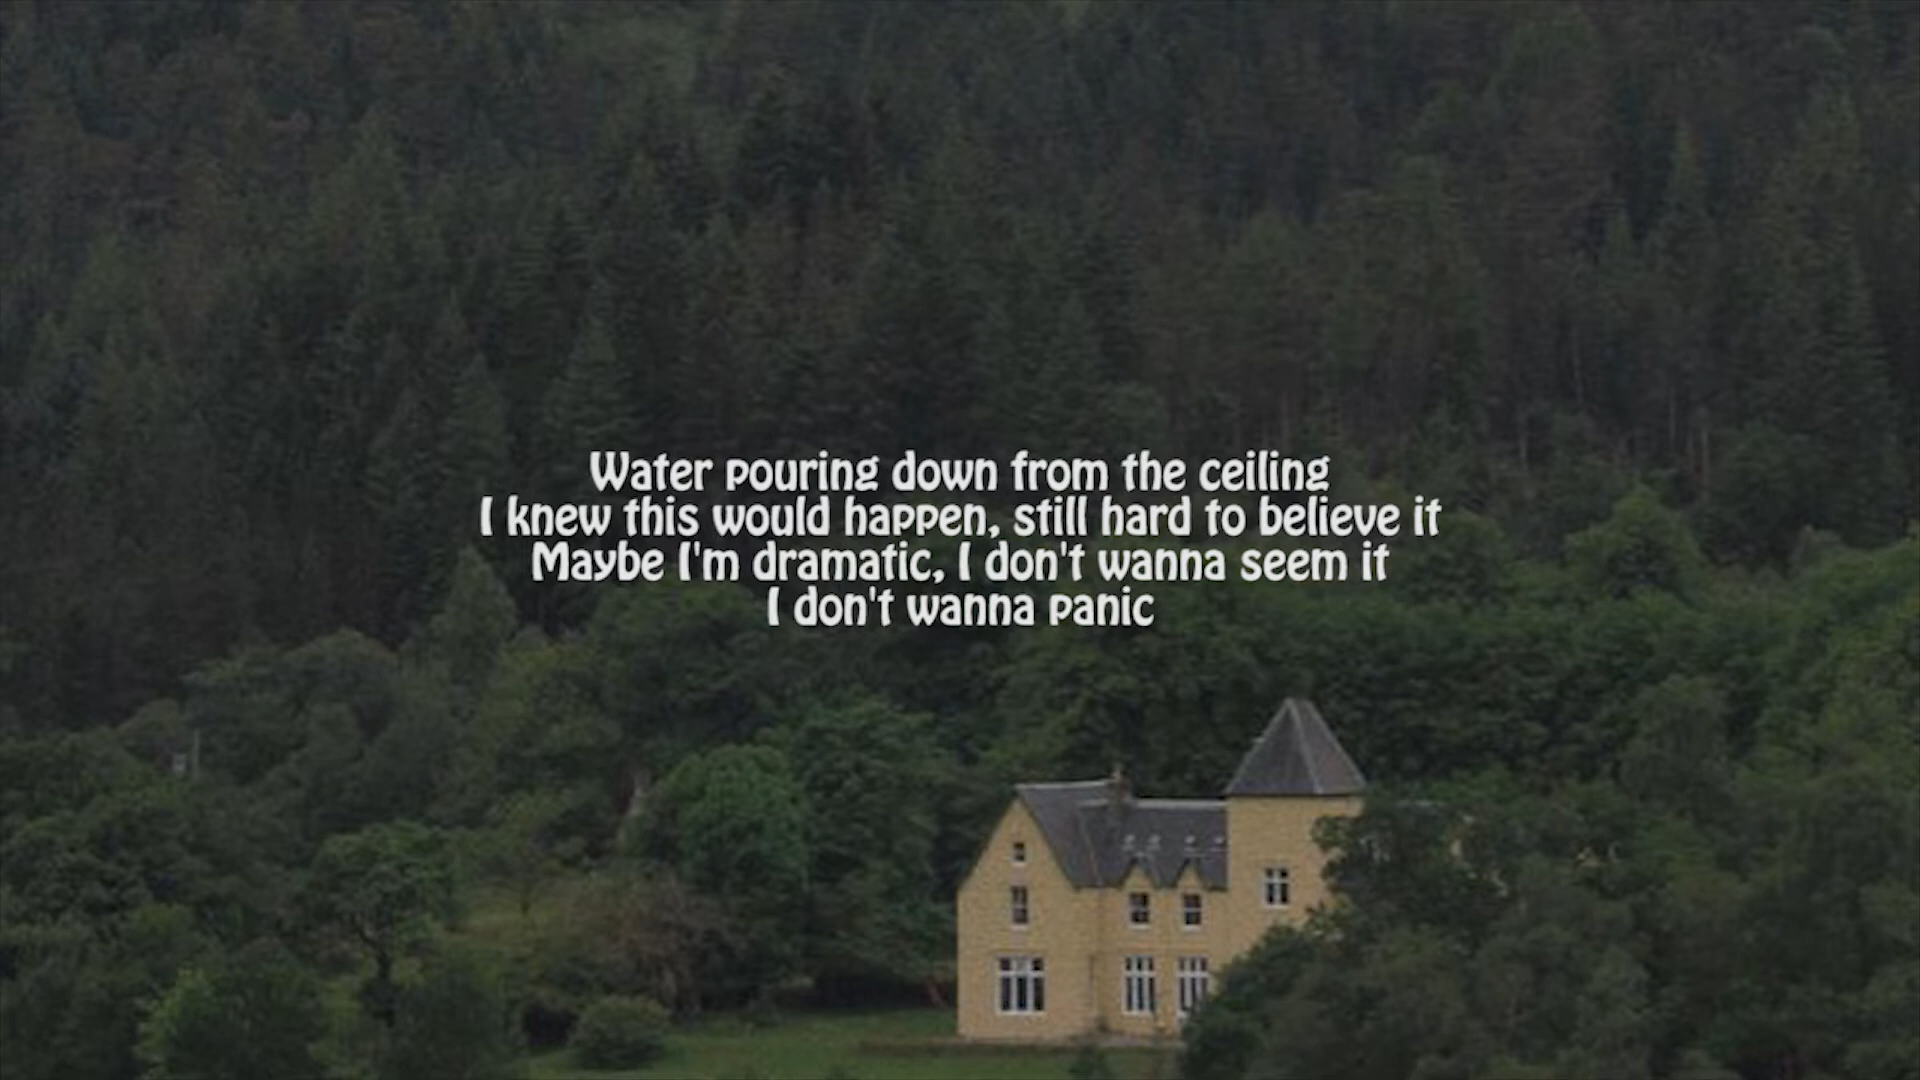 Water pouring down from the ceiling
I knew this would happen, still hard to believe it
Maybe I'm dramatic, I don't wanna seem it
I don't wanna panic